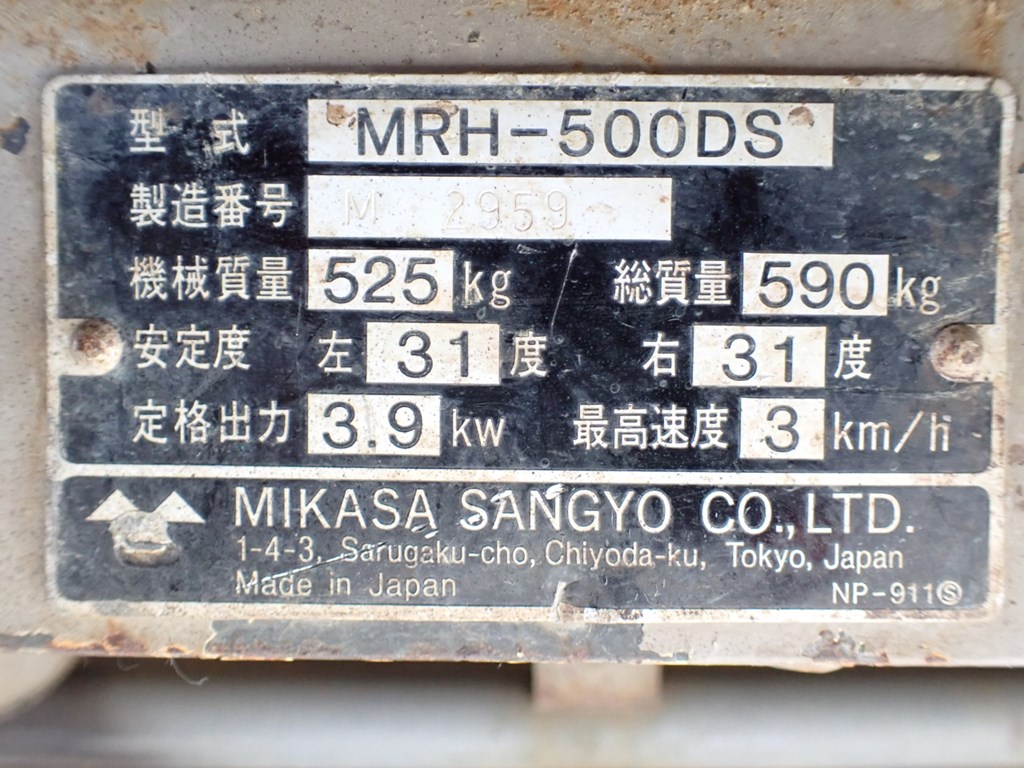 型式 MRH-500DS
製造番号 M 2959
機械質量 525 kg 総質量 590 kg
安定度 左 31 度 右 31 度
定格出力 3.9 kw 最高速度 3 km/h
MIKASA SANGYO CO.,LTD.
1-4-3, Sarugaku-cho, Chiyoda-ku, Tokyo, Japan
Made in Japan NP-911Ⓢ